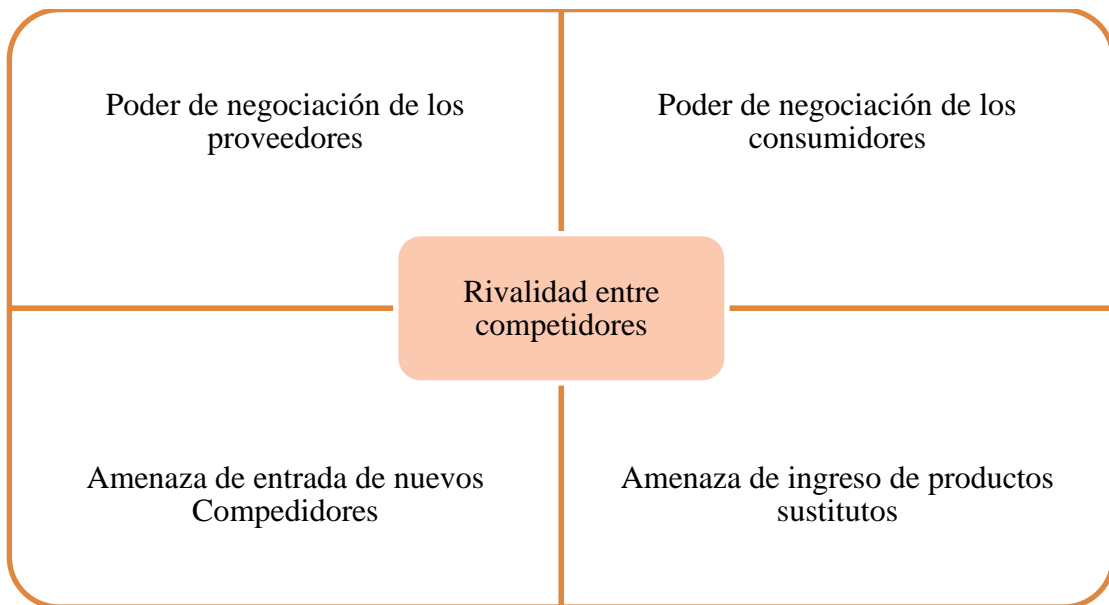 Poder de negociación de los
proveedores
Poder de negociación de los
consumidores
Rivalidad entre
competidores
Amenaza de entrada de nuevos
Compedidores
Amenaza de ingreso de productos
sustitutos